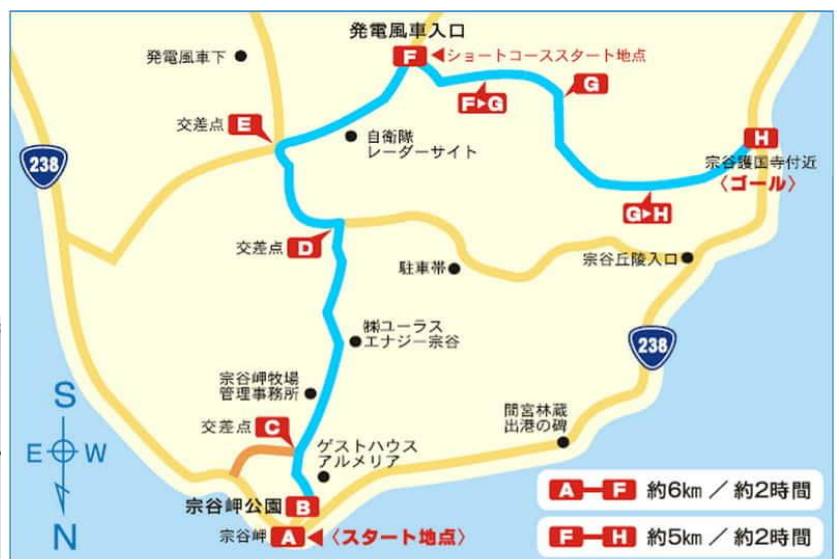 発電風車入口
F ◀ショートコーススタート地点
発電風車下
G
F▶G
交差点 E
自衛隊
レーダーサイト
H
宗谷護国寺付近
〈ゴール〉
238
G▶H
交差点 D
駐車帯
宗谷丘陵入口
㈱ユーラス
エナジー宗谷
238
宗谷岬牧場
管理事務所
S
E W
N
交差点 C
ゲストハウス
アルメリア
間宮林蔵
出港の碑
宗谷岬公園 B
宗谷岬 A ◀〈スタート地点〉
A―F 約6km / 約2時間
F―H 約5km / 約2時間